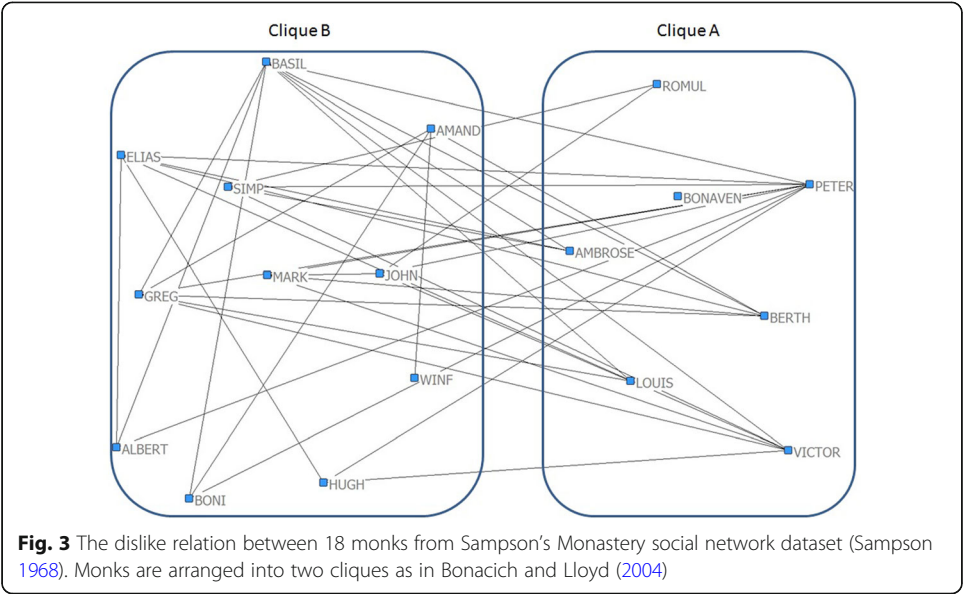 Clique B
Clique A
BASIL
ROMUL
AMAND
ELIAS
SIMP
PETER
BONAVEN
AMBROSE
MARK
JOHN
GREG
BERTH
WINF
LOUIS
ALBERT
VICTOR
HUGH
BONI
Fig. 3 The dislike relation between 18 monks from Sampson's Monastery social network dataset (Sampson
1968). Monks are arranged into two cliques as in Bonacich and Lloyd (2004)